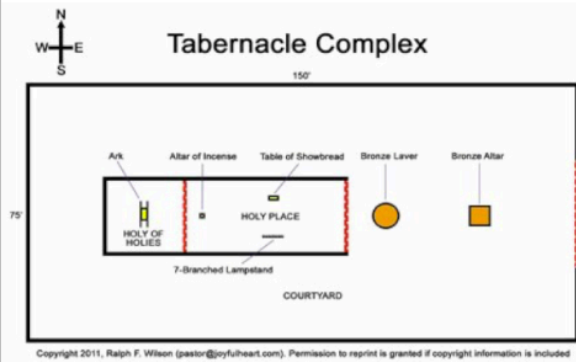 N
Tabernacle Complex
W E
S
150'
Ark
Altar of Incense
Table of Showbread
Bronze Laver
Bronze Altar
75'
HOLY PLACE
HOLY OF
HOLIES
7-Branched Lampstand
COURTYARD
Copyright 2011, Ralph F. Wilson (pastor@joyfulheart.com). Permission to reprint is granted if copyright information is included